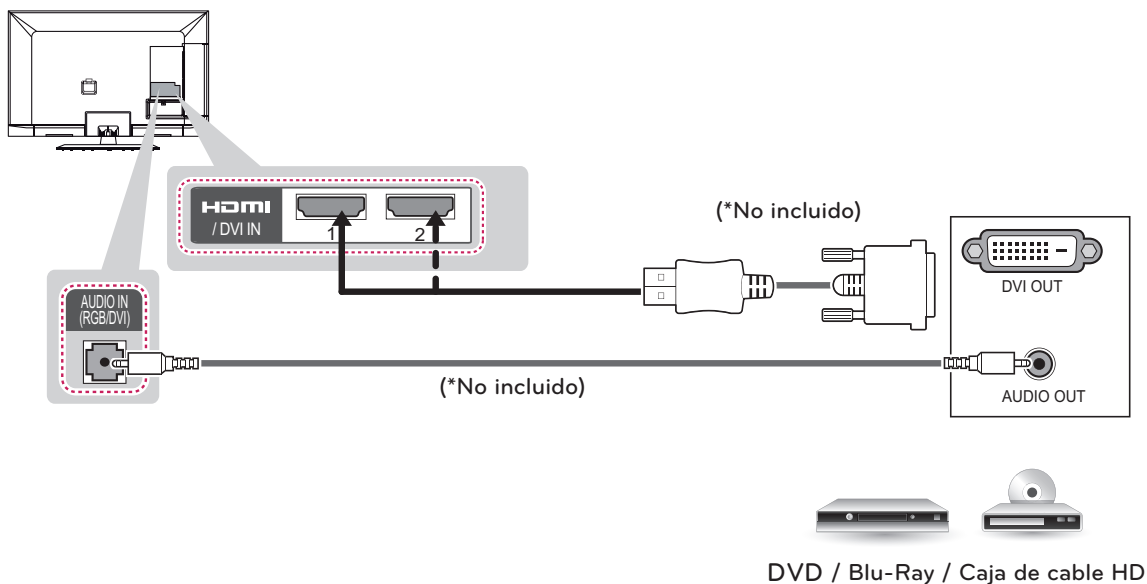 HDMI
/ DVI IN
1
2
(*No incluido)
DVI OUT
AUDIO IN
(RGB/DVI)
(*No incluido)
AUDIO OUT
DVD / Blu-Ray / Caja de cable HD